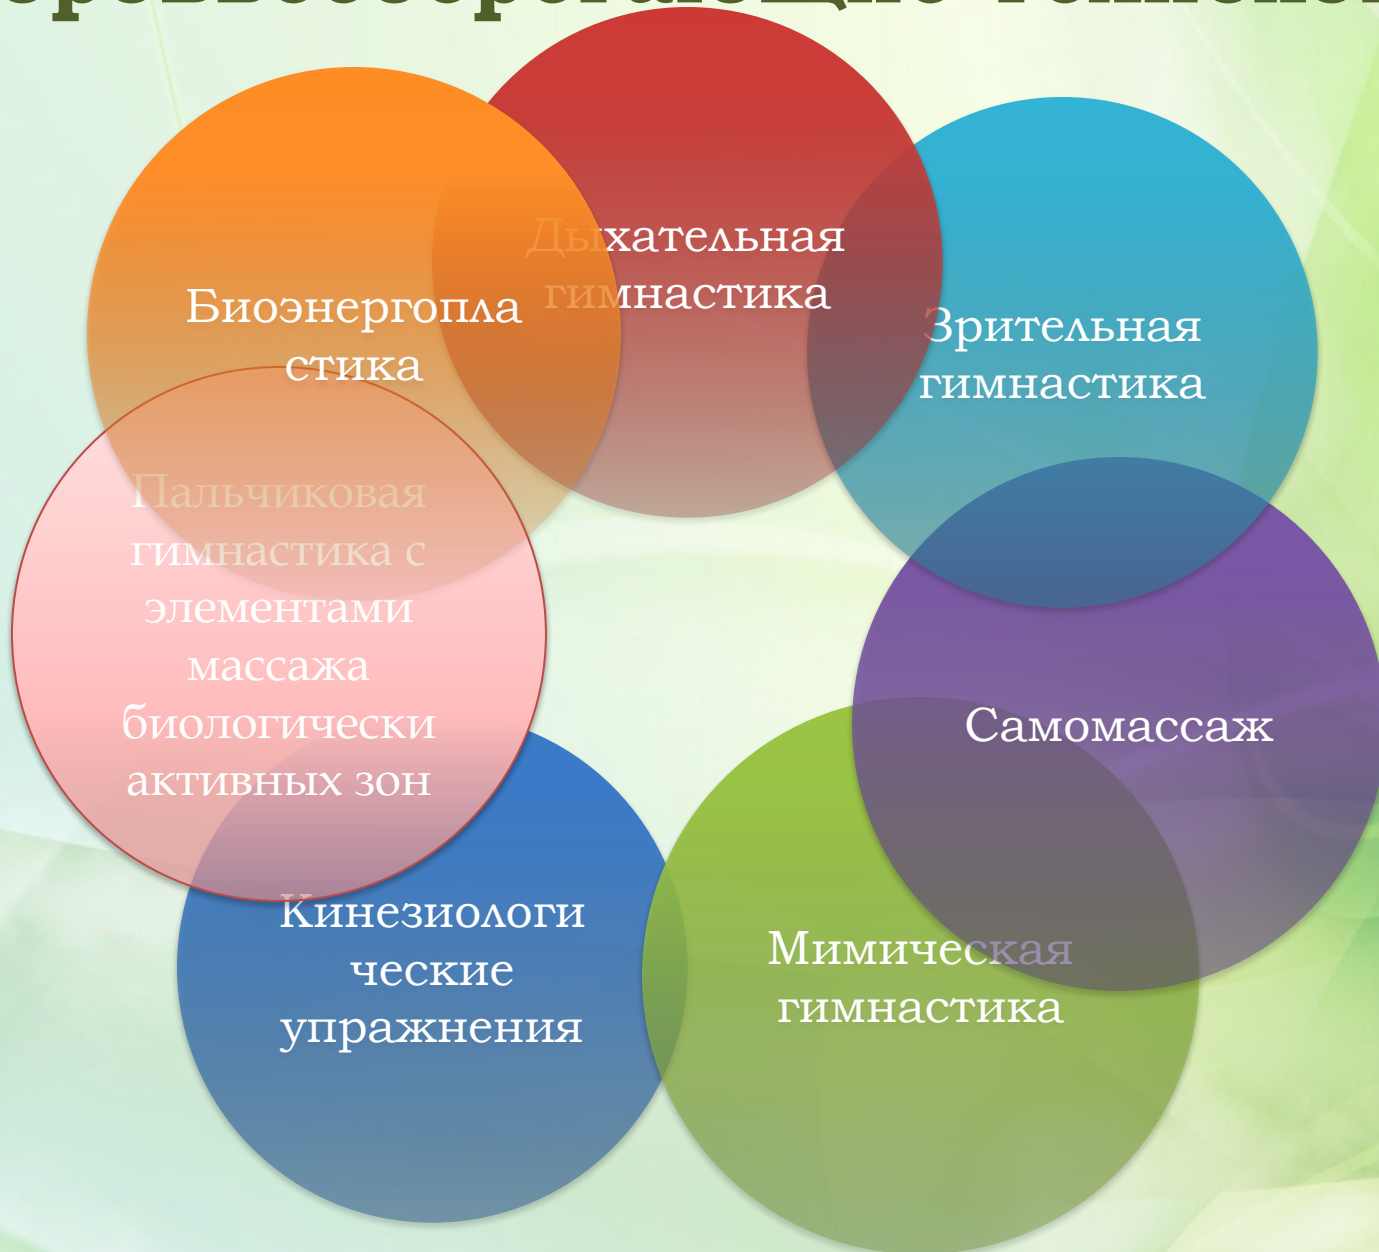 Дыхательная
гимнастика
Зрительная
гимнастика
Самомассаж
Мимическая
гимнастика
Кинезиологи
ческие
упражнения
Пальчиковая
гимнастика с
элементами
массажа
биологически
активных зон
Биоэнергопла
стика